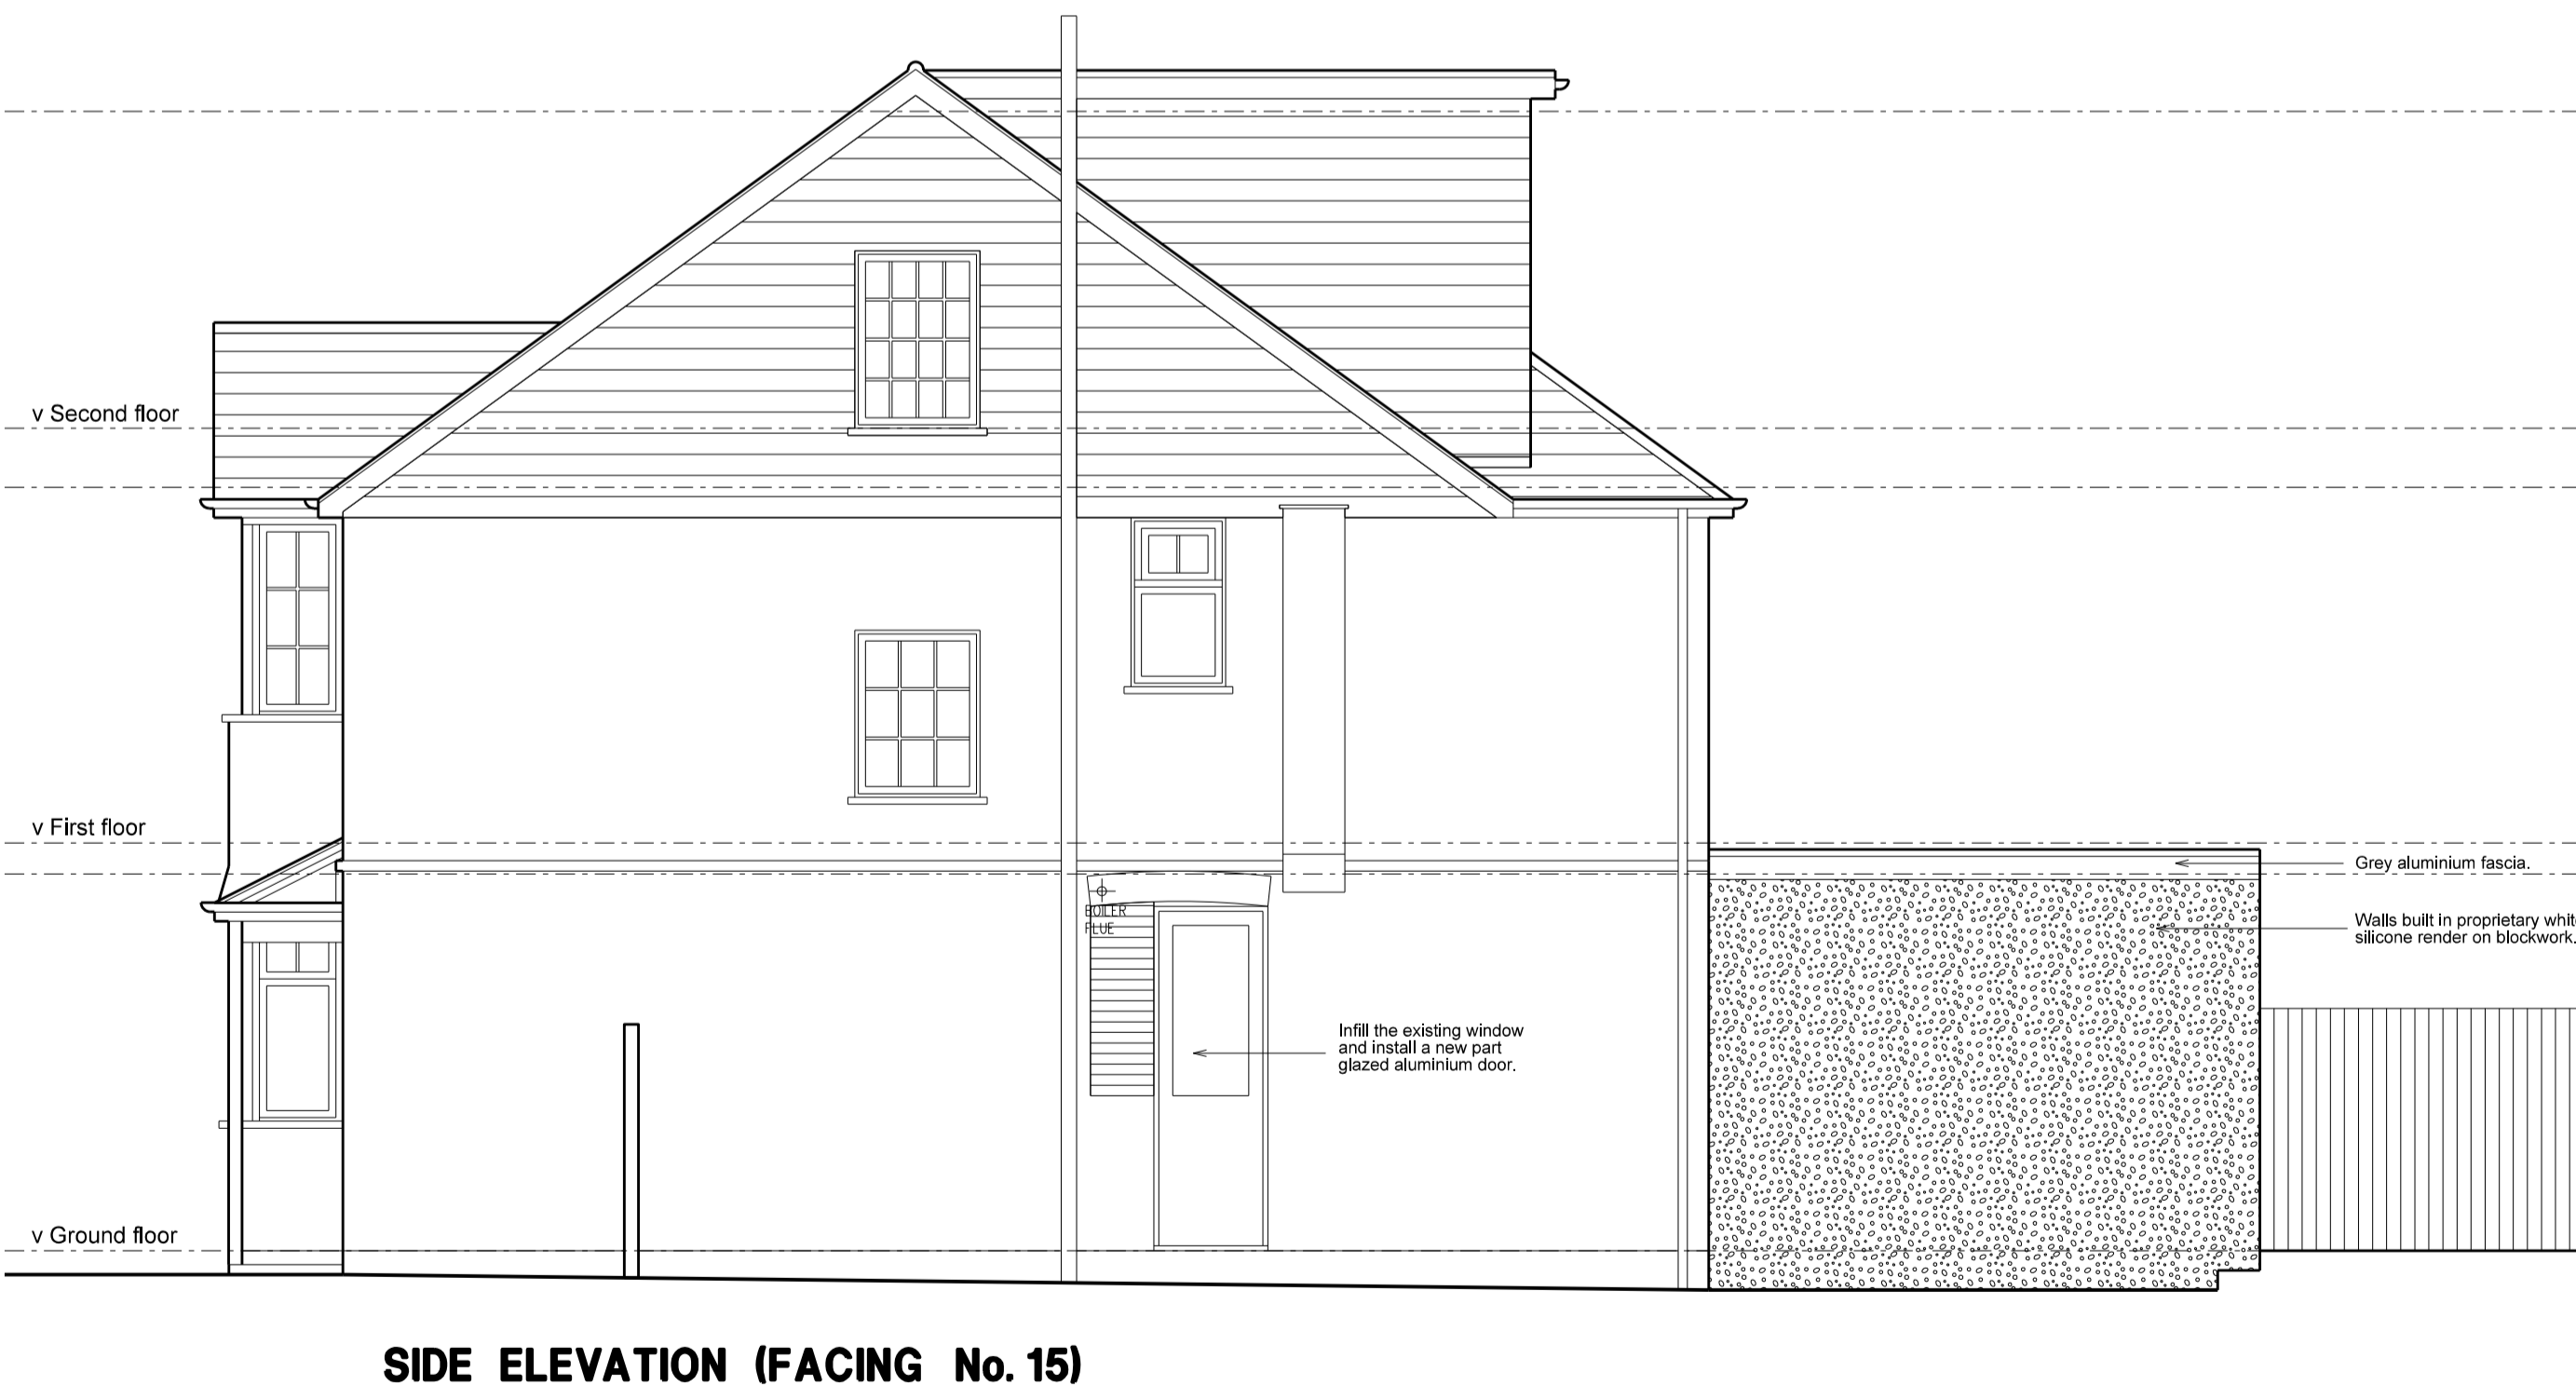 v Second floor
v First floor
Grey aluminium fascia.
BOILER
FLUE
Walls built in proprietary whit
silicone render on blockwork.
Infill the existing window
and install a new part
glazed aluminium door.
v Ground floor
SIDE ELEVATION (FACING No. 15)